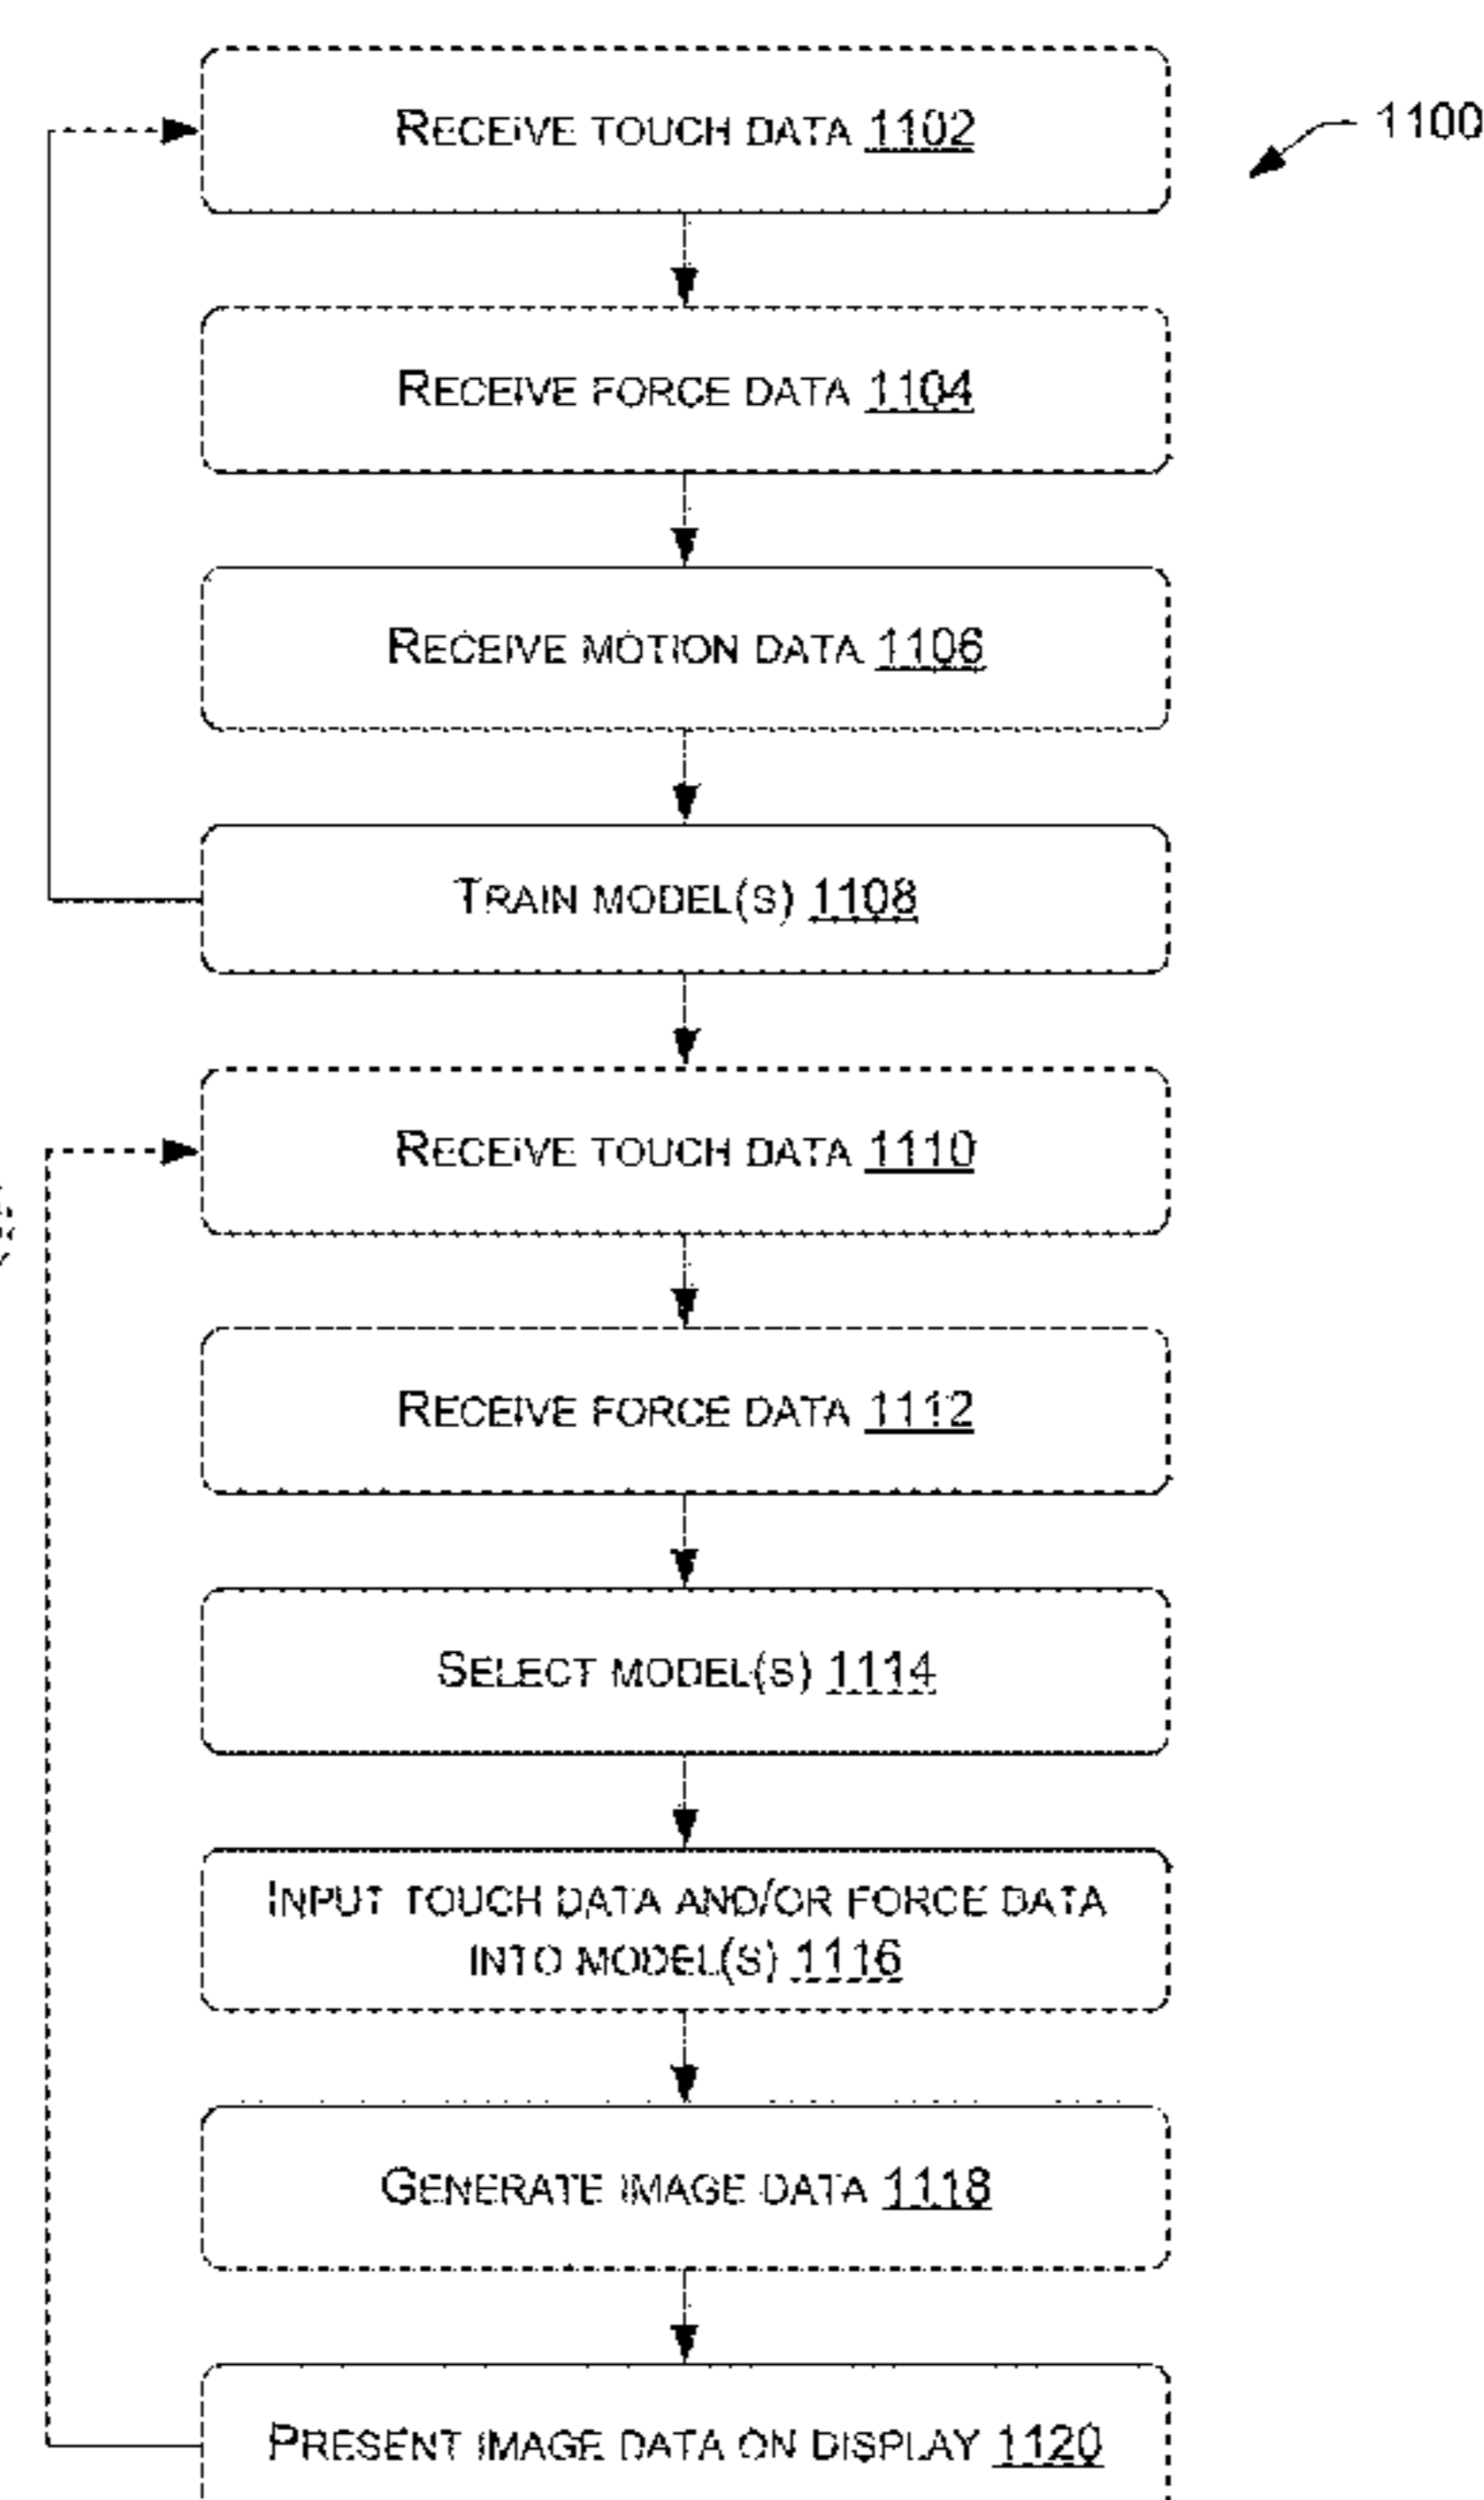 RECEIVE TOUCH DATA 1102
1100
RECEIVE FORCE DATA 1104
RECEIVE MOTION DATA 1106
TRAIN MODEL(S) 1108
RECEIVE TOUCH DATA 1110
RECEIVE FORCE DATA 1112
SELECT MODEL(S) 1114
INPUT TOUCH DATA AND/OR FORCE DATA
INTO MODEL(S) 1116
GENERATE IMAGE DATA 1118
PRESENT IMAGE DATA ON DISPLAY 1120